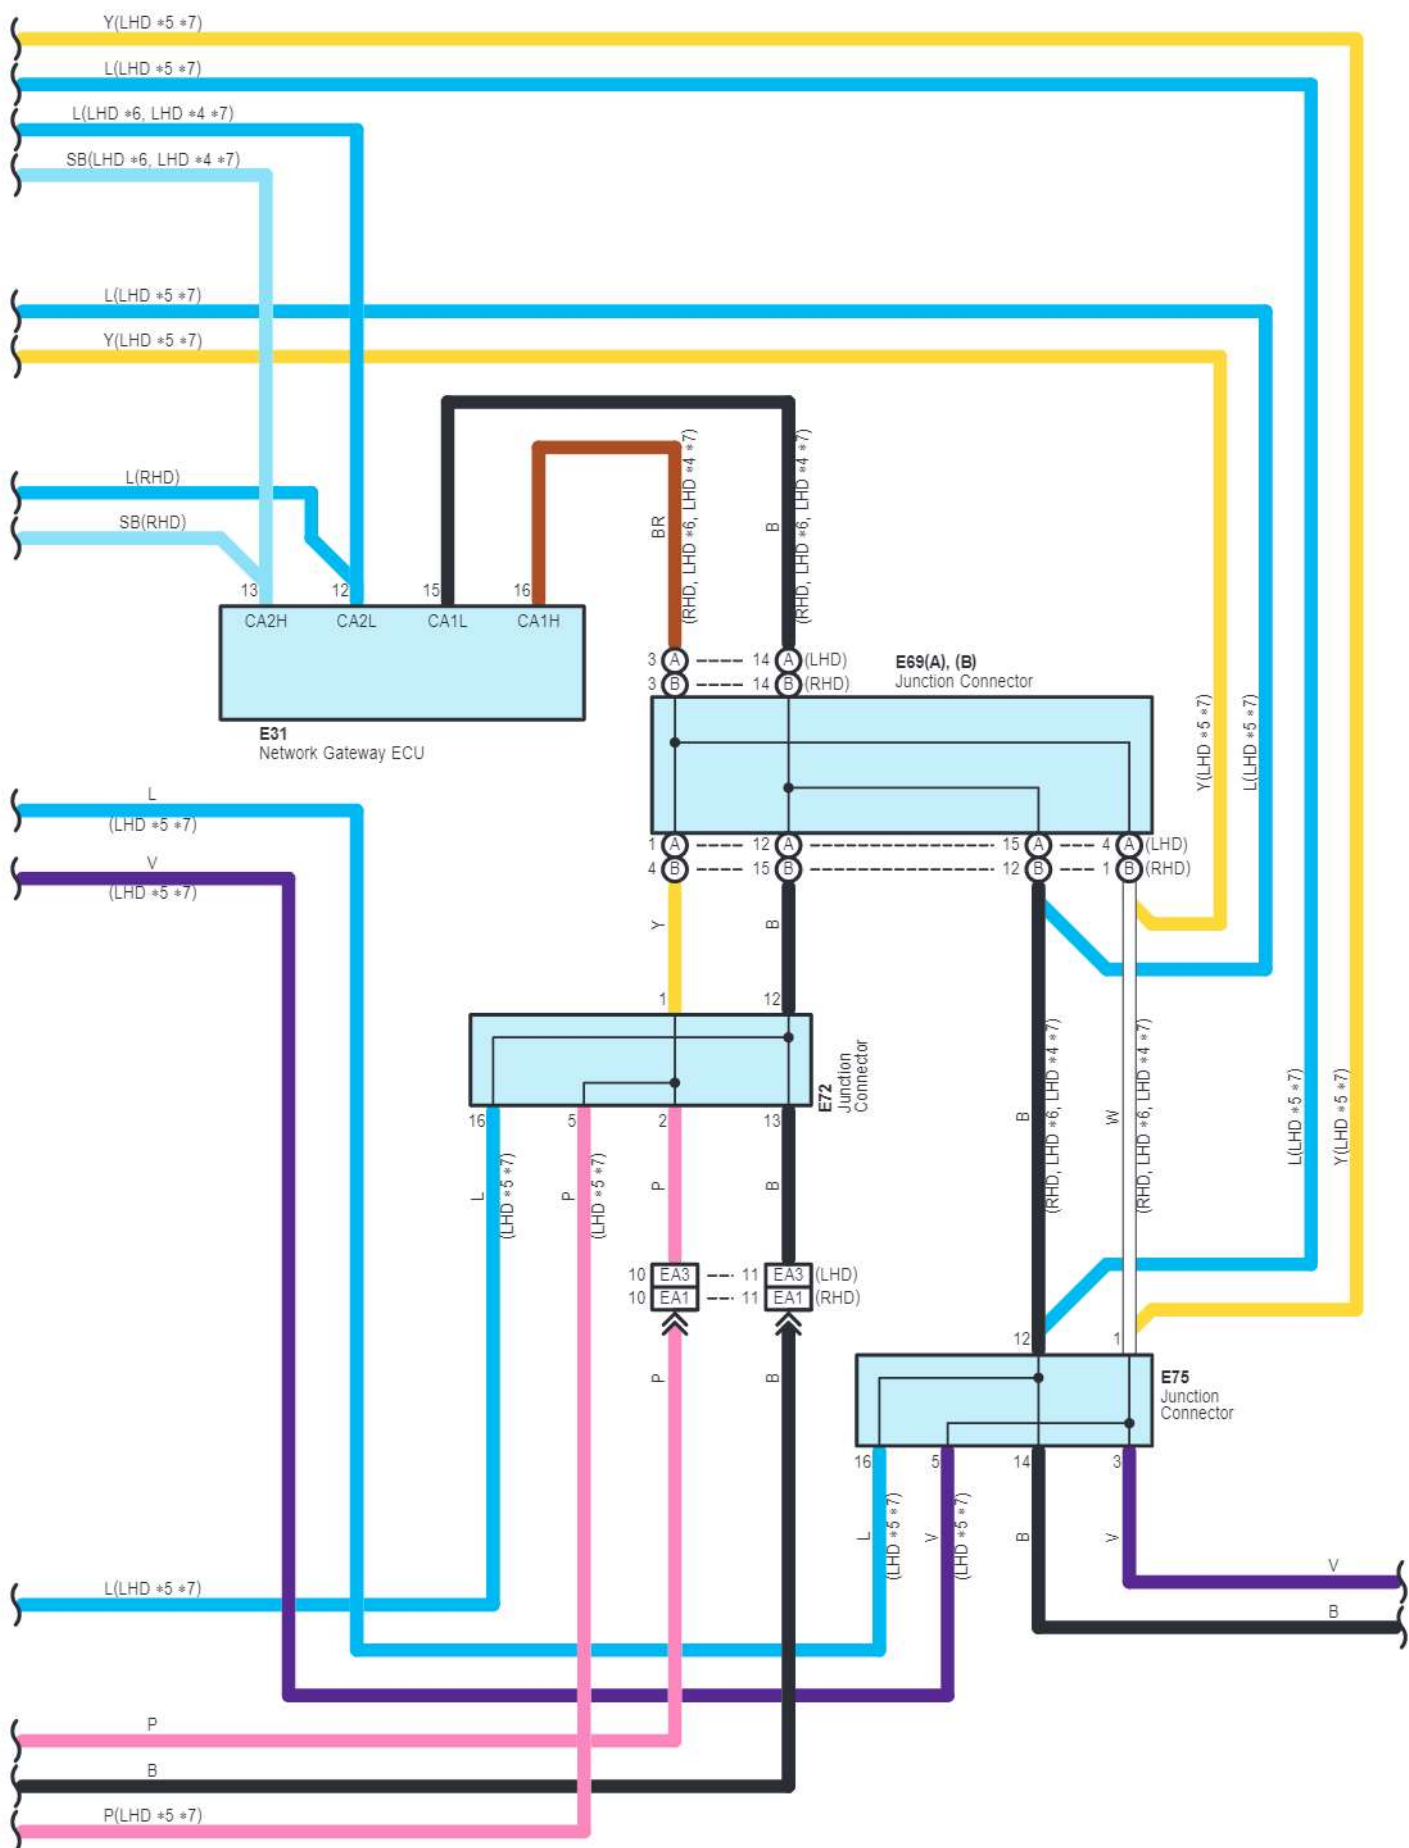 Y(LHD *5 *7)
L(LHD *5 *7)
L(LHD *6, LHD *4 *7)
SB(LHD *6, LHD *4 *7)
L(LHD *5 *7)
Y(LHD *5 *7)
L(RHD)
SB(RHD)
BR
(RHD, LHD *6, LHD *4 *7)
B
(RHD, LHD *6, LHD *4 *7)
13 12 15 16
CA2H CA2L CA1L CA1H
E31
Network Gateway ECU
3 A 14 A (LHD)
3 B 14 B (RHD)
E69(A), (B)
Junction Connector
Y(LHD *5 *7)
L(LHD *5 *7)
L
(LHD *5 *7)
V
(LHD *5 *7)
1 A 12 A 15 A 4 A (LHD)
4 B 15 B 12 B 1 B (RHD)
Y
B
1 12
E72
Junction
Connector
16 5 2 13
L
(LHD *5 *7)
P
(LHD *5 *7)
P
B
B
(RHD, LHD *6, LHD *4 *7)
W
(RHD, LHD *6, LHD *4 *7)
L(LHD *5 *7)
Y(LHD *5 *7)
10 EA3 11 EA3 (LHD)
10 EA1 11 EA1 (RHD)
P
B
12 1
E75
Junction
Connector
16 5 14 3
L
(LHD *5 *7)
V
(LHD *5 *7)
B
V
V
B
L(LHD *5 *7)
P
B
P(LHD *5 *7)